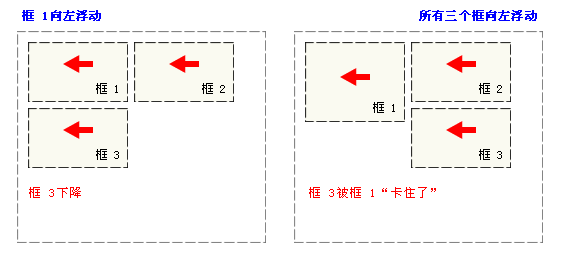 框 1向左浮动
框 1
框 2
框 3
框 3下降
所有三个框向左浮动
框 1
框 2
框 3
框 3被框 1“卡住了”